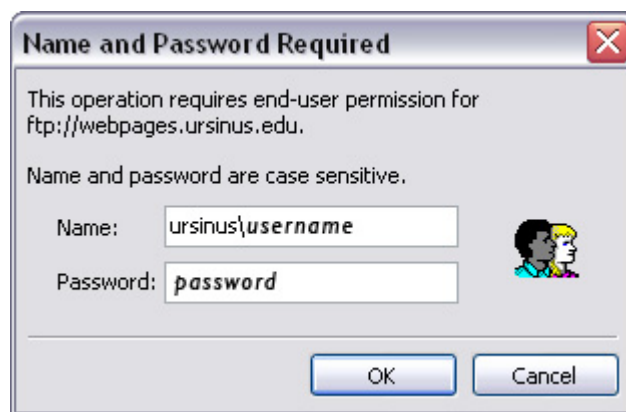 Name and Password Required
This operation requires end-user permission for
ftp://webpages.ursinus.edu.
Name and password are case sensitive.
Name: ursinus\username
Password: password
OK Cancel